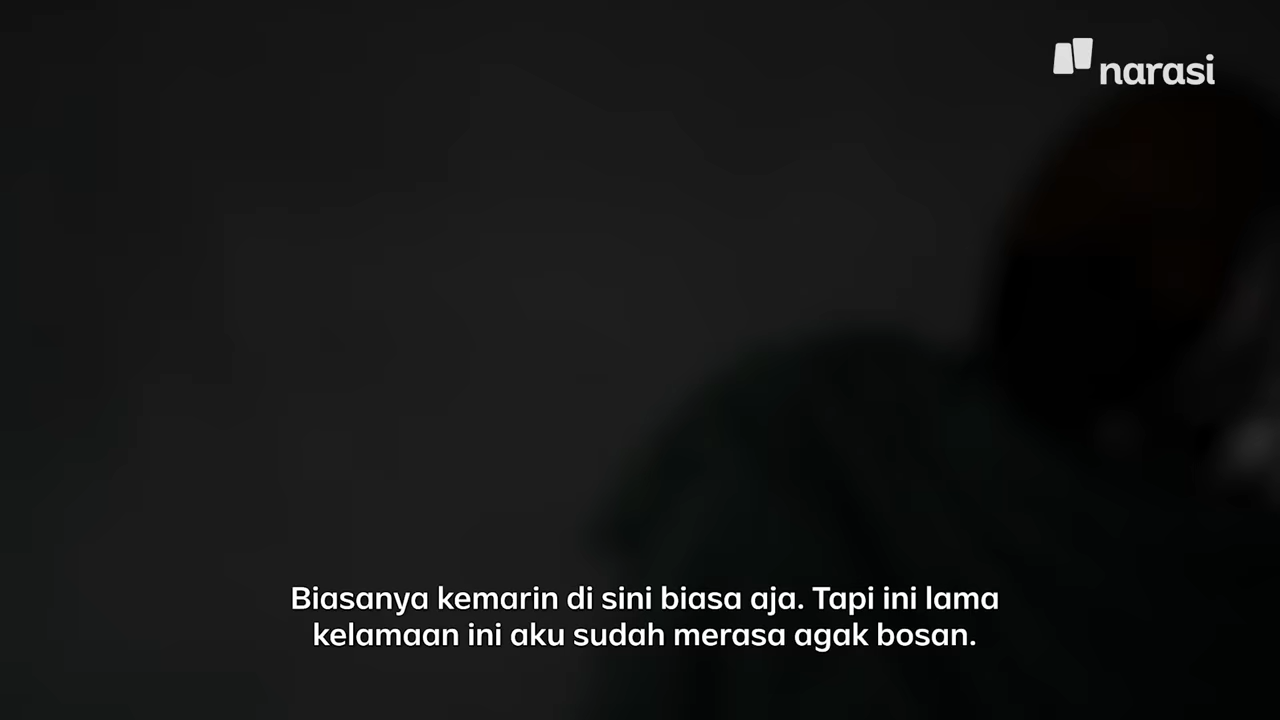 narasi
Biasanya kemarin di sini biasa aja. Tapi ini lama
kelamaan ini aku sudah merasa agak bosan.